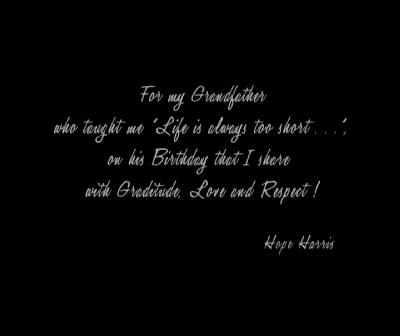 For my Grandfather
who taught me "Life is always too short . . .",
on his Birthday that I share
with Graditude, Love and Respect !
Hope Harris